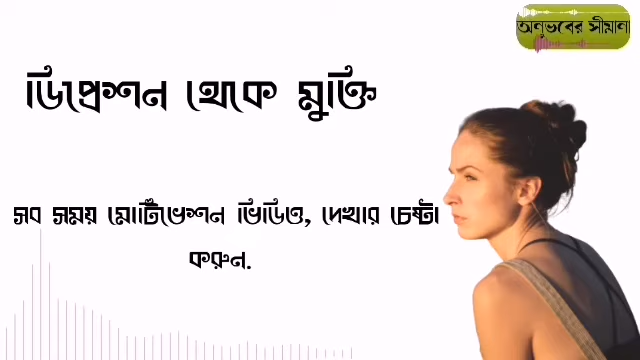 অনুভবের সীমানা
ডিপ্রেশন থেকে মুক্তি
সব সময় মোটিভেশন ভিডিও, দেখার চেষ্টা
করুন.